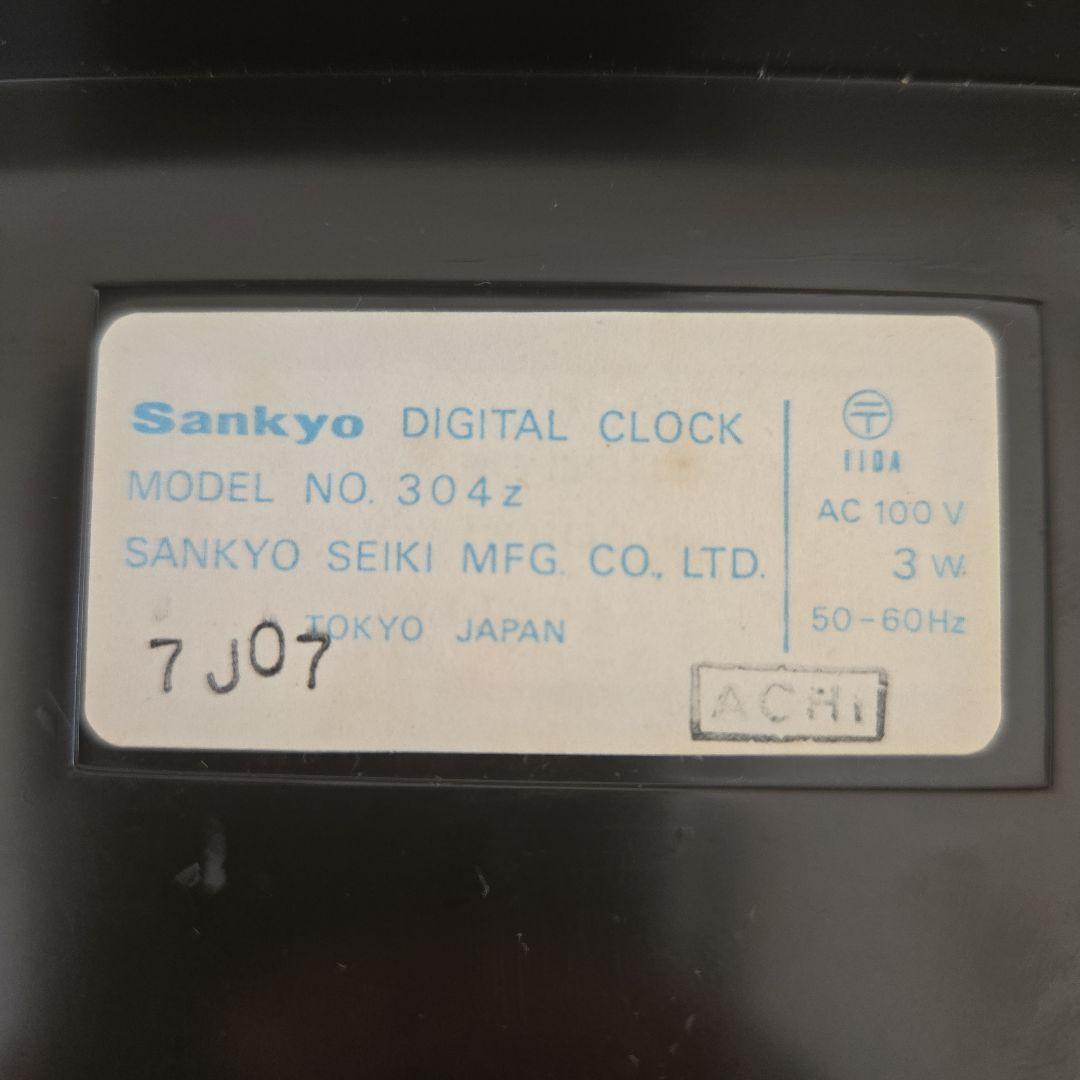 Sankyo DIGITAL CLOCK
MODEL NO. 304z
SANKYO SEIKI MFG. CO., LTD.
TOKYO JAPAN
7J07
〒
IIDA
AC 100 V
3 W.
50-60Hz
ACHI